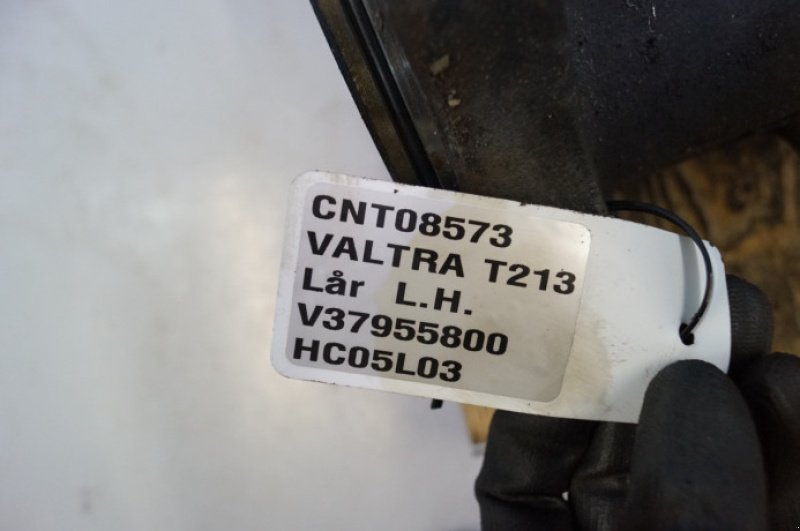 CNT08573
VALTRA T213
Lår L.H.
V37955800
HC05L03